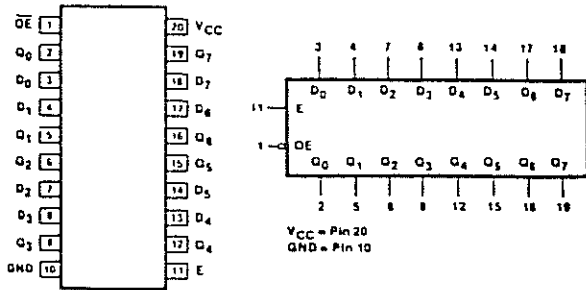 OE 1 20 VCC
Q0 2 19 Q7
D0 3 18 D7
D1 4 17 D6
Q1 5 16 Q6
Q2 6 15 Q5
D2 7 14 D5
D3 8 13 D4
Q3 9 12 Q4
GND 10 11 E
3 4 7 8 13 14 17 18
D0 D1 D2 D3 D4 D5 D6 D7
11 E
1 OE
Q0 Q1 Q2 Q3 Q4 Q5 Q6 Q7
2 5 6 9 12 15 16 19
VCC = Pin 20
GND = Pin 10